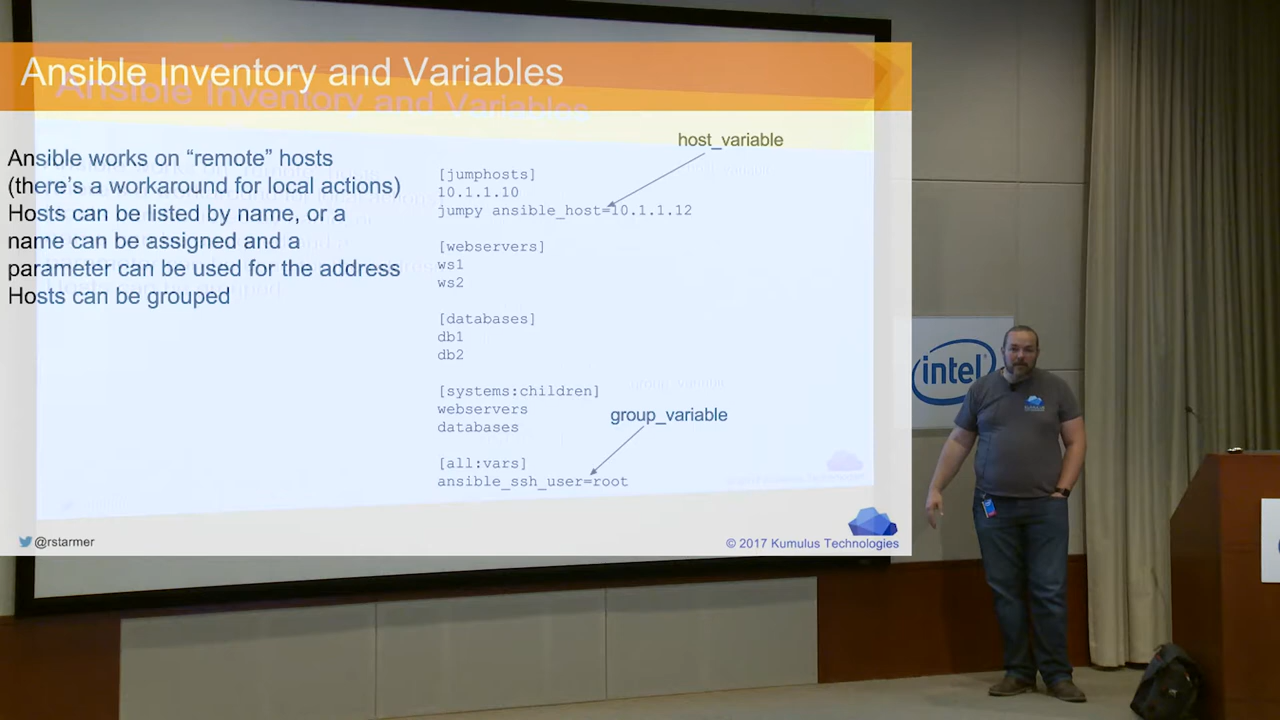 Ansible Inventory and Variables
Ansible works on “remote” hosts
(there’s a workaround for local actions)
Hosts can be listed by name, or a
name can be assigned and a
parameter can be used for the address
Hosts can be grouped
host_variable
[jumphosts]
10.1.1.10
jumpy ansible_host=10.1.1.12
[webservers]
ws1
ws2
[databases]
db1
db2
[systems:children]
webservers
databases
group_variable
[all:vars]
ansible_ssh_user=root
@rstarmer
© 2017 Kumulus Technologies
intel
KUMULUS